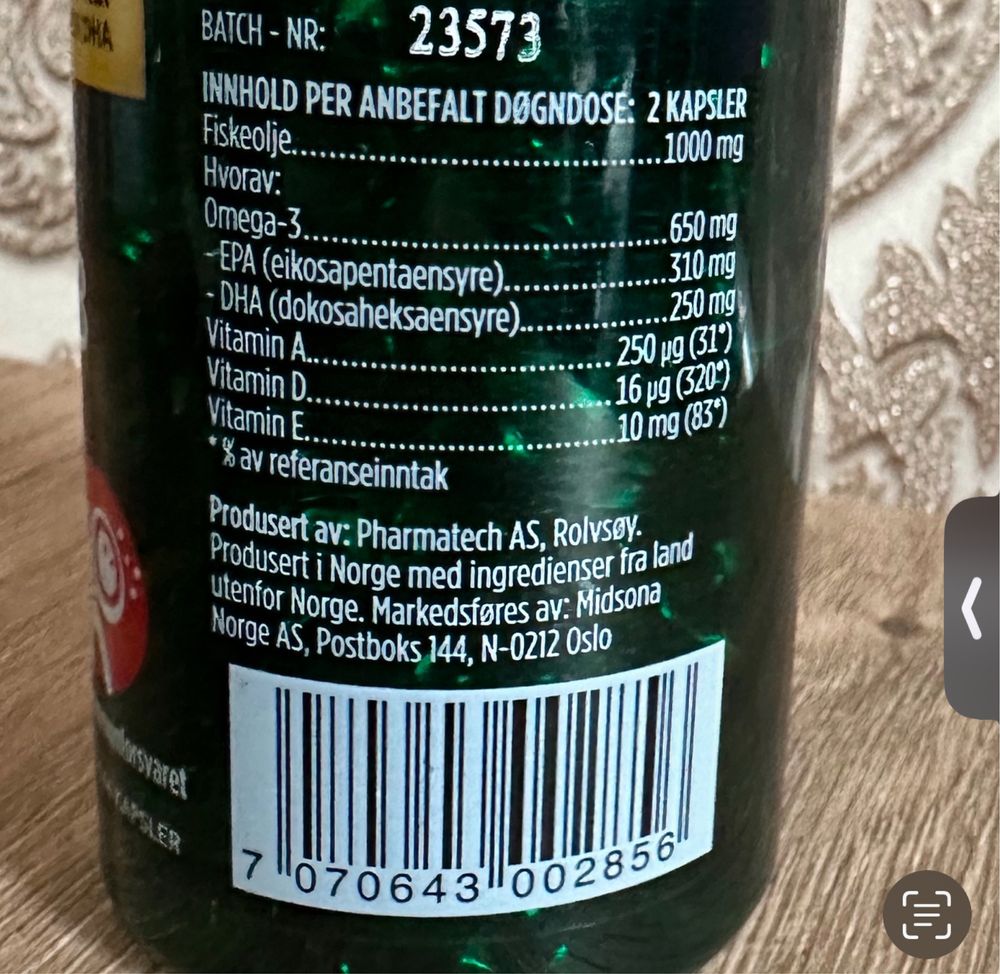 BATCH - NR: 23573
INNHOLD PER ANBEFALT DØGNDOSE: 2 KAPSLER
Fiskeolje..........................................1000 mg
Hvorav:
Omega-3..........................................650 mg
-EPA (eikosapentaensyre)....................310 mg
- DHA (dokosaheksaensyre)..................250 mg
Vitamin A....................................250 µg (31*)
Vitamin D....................................16 µg (320*)
Vitamin E....................................10 mg (83*)
* % av referanseinntak
Produsert av: Pharmatech AS, Rolvsøy.
Produsert i Norge med ingredienser fra land
utenfor Norge. Markedsføres av: Midsona
Norge AS, Postboks 144, N-0212 Oslo
7 070643 002856
DHA
KAPSLER